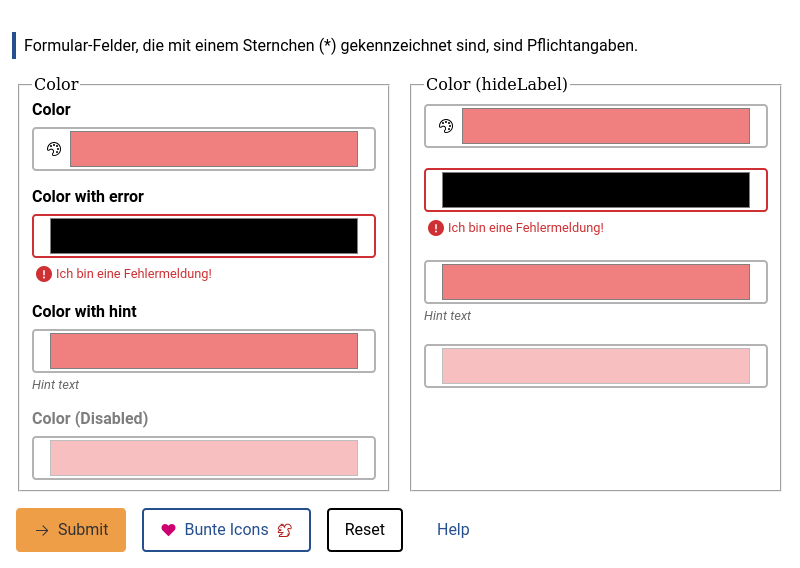 Formular-Felder, die mit einem Sternchen (*) gekennzeichnet sind, sind Pflichtangaben.
Color
Color
Color with error
Ich bin eine Fehlermeldung!
Color with hint
Hint text
Color (Disabled)
Color (hideLabel)
Ich bin eine Fehlermeldung!
Hint text
Submit
Bunte Icons
Reset
Help